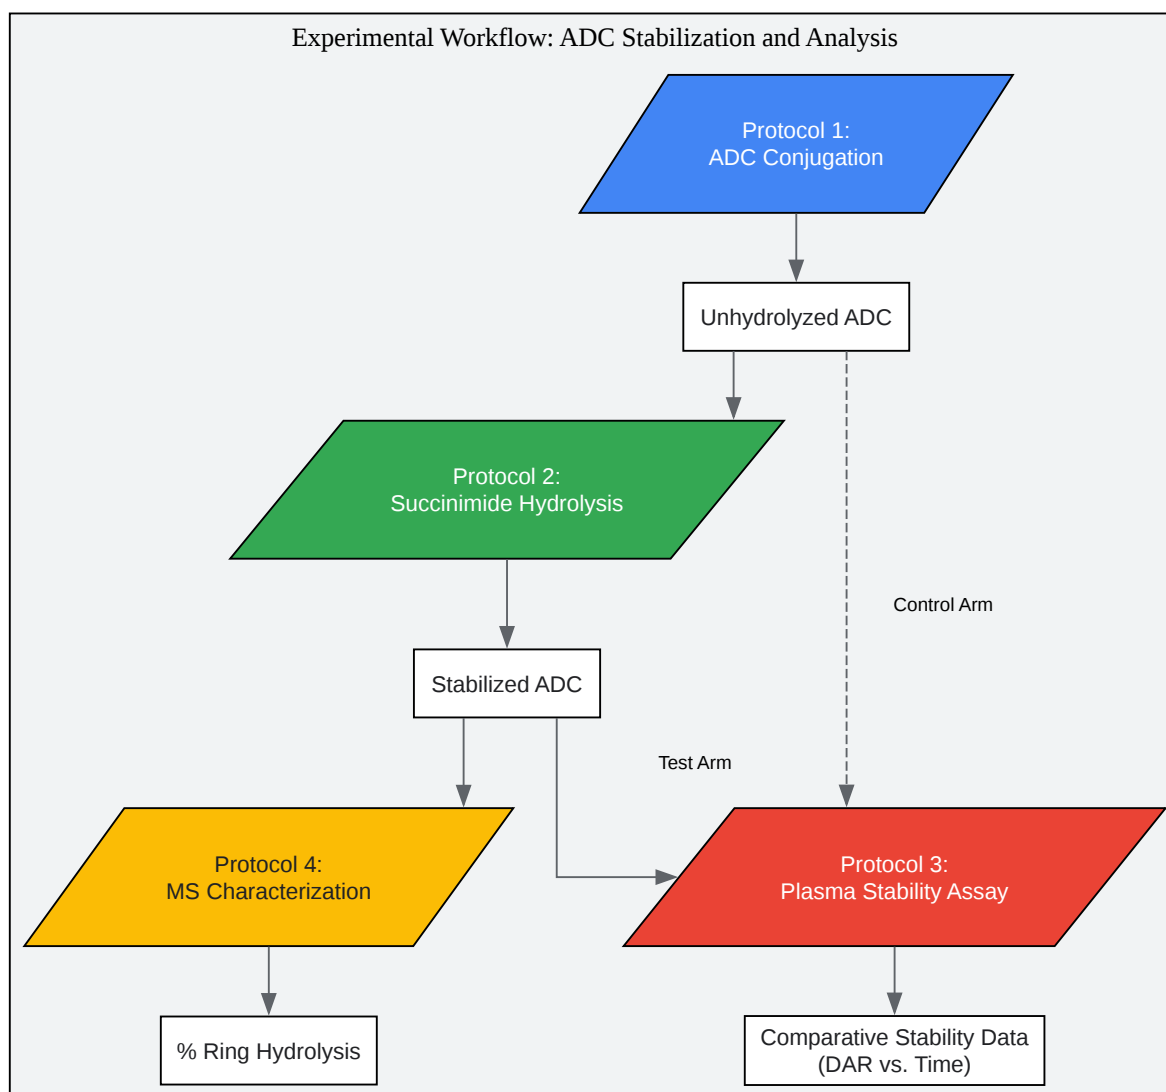 Experimental Workflow: ADC Stabilization and Analysis
Protocol 1:
ADC Conjugation
Unhydrolyzed ADC
Protocol 2:
Succinimide Hydrolysis
Control Arm
Stabilized ADC
Test Arm
Protocol 4:
MS Characterization
Protocol 3:
Plasma Stability Assay
% Ring Hydrolysis
Comparative Stability Data
(DAR vs. Time)